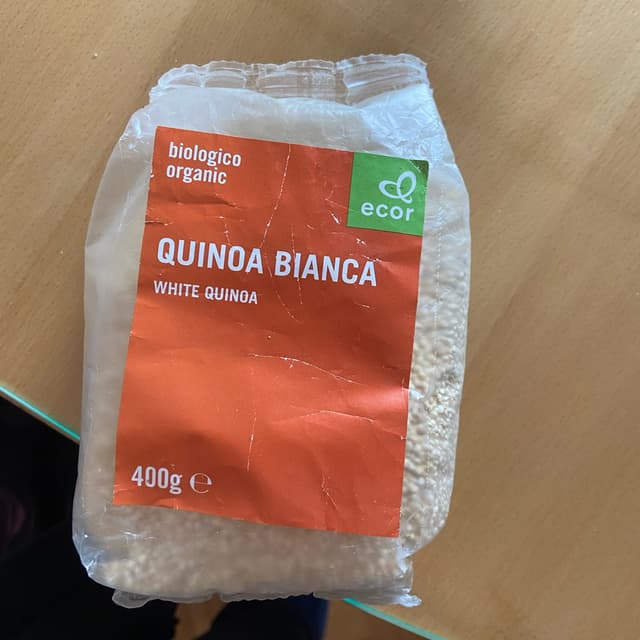 biologico
organic
ecor
QUINOA BIANCA
WHITE QUINOA
400g ℮